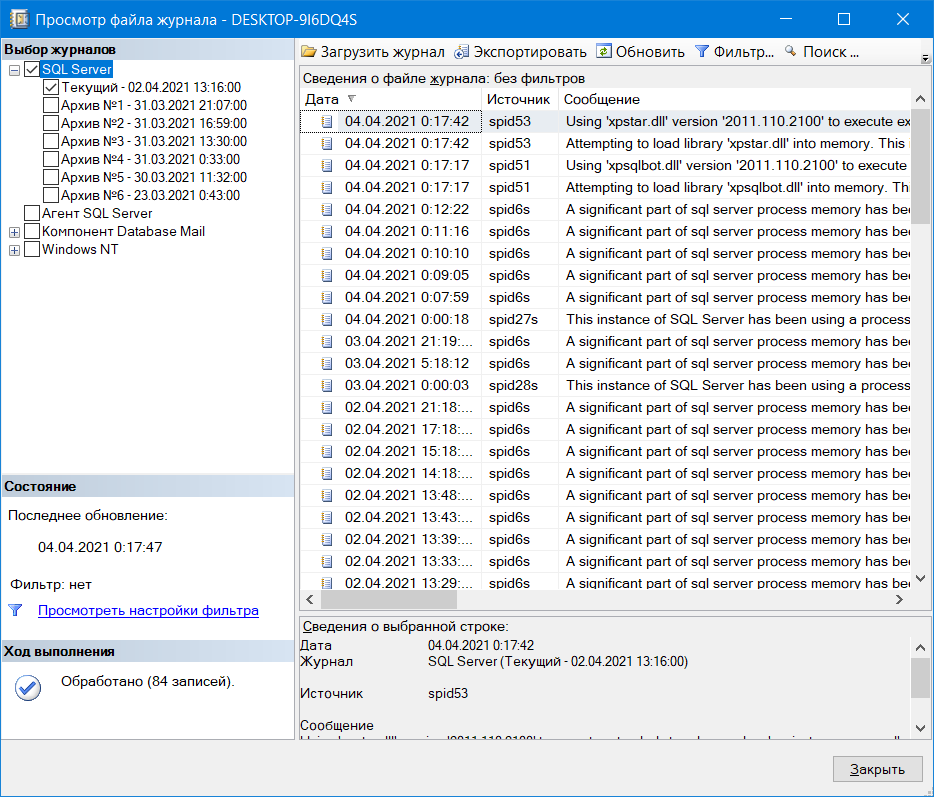 Просмотр файла журнала - DESKTOP-9I6DQ4S
Выбор журналов
SQL Server
Текущий - 02.04.2021 13:16:00
Архив №1 - 31.03.2021 21:07:00
Архив №2 - 31.03.2021 16:59:00
Архив №3 - 31.03.2021 13:30:00
Архив №4 - 31.03.2021 0:33:00
Архив №5 - 30.03.2021 11:32:00
Архив №6 - 23.03.2021 0:43:00
Агент SQL Server
Компонент Database Mail
Windows NT
Состояние
Последнее обновление:
04.04.2021 0:17:47
Фильтр: нет
Просмотреть настройки фильтра
Ход выполнения
Обработано (84 записей).
Загрузить журнал Экспортировать Обновить Фильтр... Поиск ...
Сведения о файле журнала: без фильтров
Дата Источник Сообщение
04.04.2021 0:17:42 spid53 Using 'xpstar.dll' version '2011.110.2100' to execute ex
04.04.2021 0:17:42 spid53 Attempting to load library 'xpstar.dll' into memory. This
04.04.2021 0:17:17 spid51 Using 'xpsqlbot.dll' version '2011.110.2100' to execute
04.04.2021 0:17:17 spid51 Attempting to load library 'xpsqlbot.dll' into memory. Th
04.04.2021 0:12:22 spid6s A significant part of sql server process memory has bee
04.04.2021 0:11:16 spid6s A significant part of sql server process memory has bee
04.04.2021 0:10:10 spid6s A significant part of sql server process memory has bee
04.04.2021 0:09:05 spid6s A significant part of sql server process memory has bee
04.04.2021 0:07:59 spid6s A significant part of sql server process memory has bee
04.04.2021 0:00:18 spid27s This instance of SQL Server has been using a process
03.04.2021 21:19:... spid6s A significant part of sql server process memory has bee
03.04.2021 5:18:12 spid6s A significant part of sql server process memory has bee
03.04.2021 0:00:03 spid28s This instance of SQL Server has been using a process
02.04.2021 21:18:... spid6s A significant part of sql server process memory has bee
02.04.2021 17:18:... spid6s A significant part of sql server process memory has bee
02.04.2021 15:18:... spid6s A significant part of sql server process memory has bee
02.04.2021 14:18:... spid6s A significant part of sql server process memory has bee
02.04.2021 13:48:... spid6s A significant part of sql server process memory has bee
02.04.2021 13:43:... spid6s A significant part of sql server process memory has bee
02.04.2021 13:39:... spid6s A significant part of sql server process memory has bee
02.04.2021 13:33:... spid6s A significant part of sql server process memory has bee
02.04.2021 13:29:... spid6s A significant part of sql server process memory has bee
Сведения о выбранной строке:
Дата 04.04.2021 0:17:42
Журнал SQL Server (Текущий - 02.04.2021 13:16:00)
Источник spid53
Сообщение
Закрыть